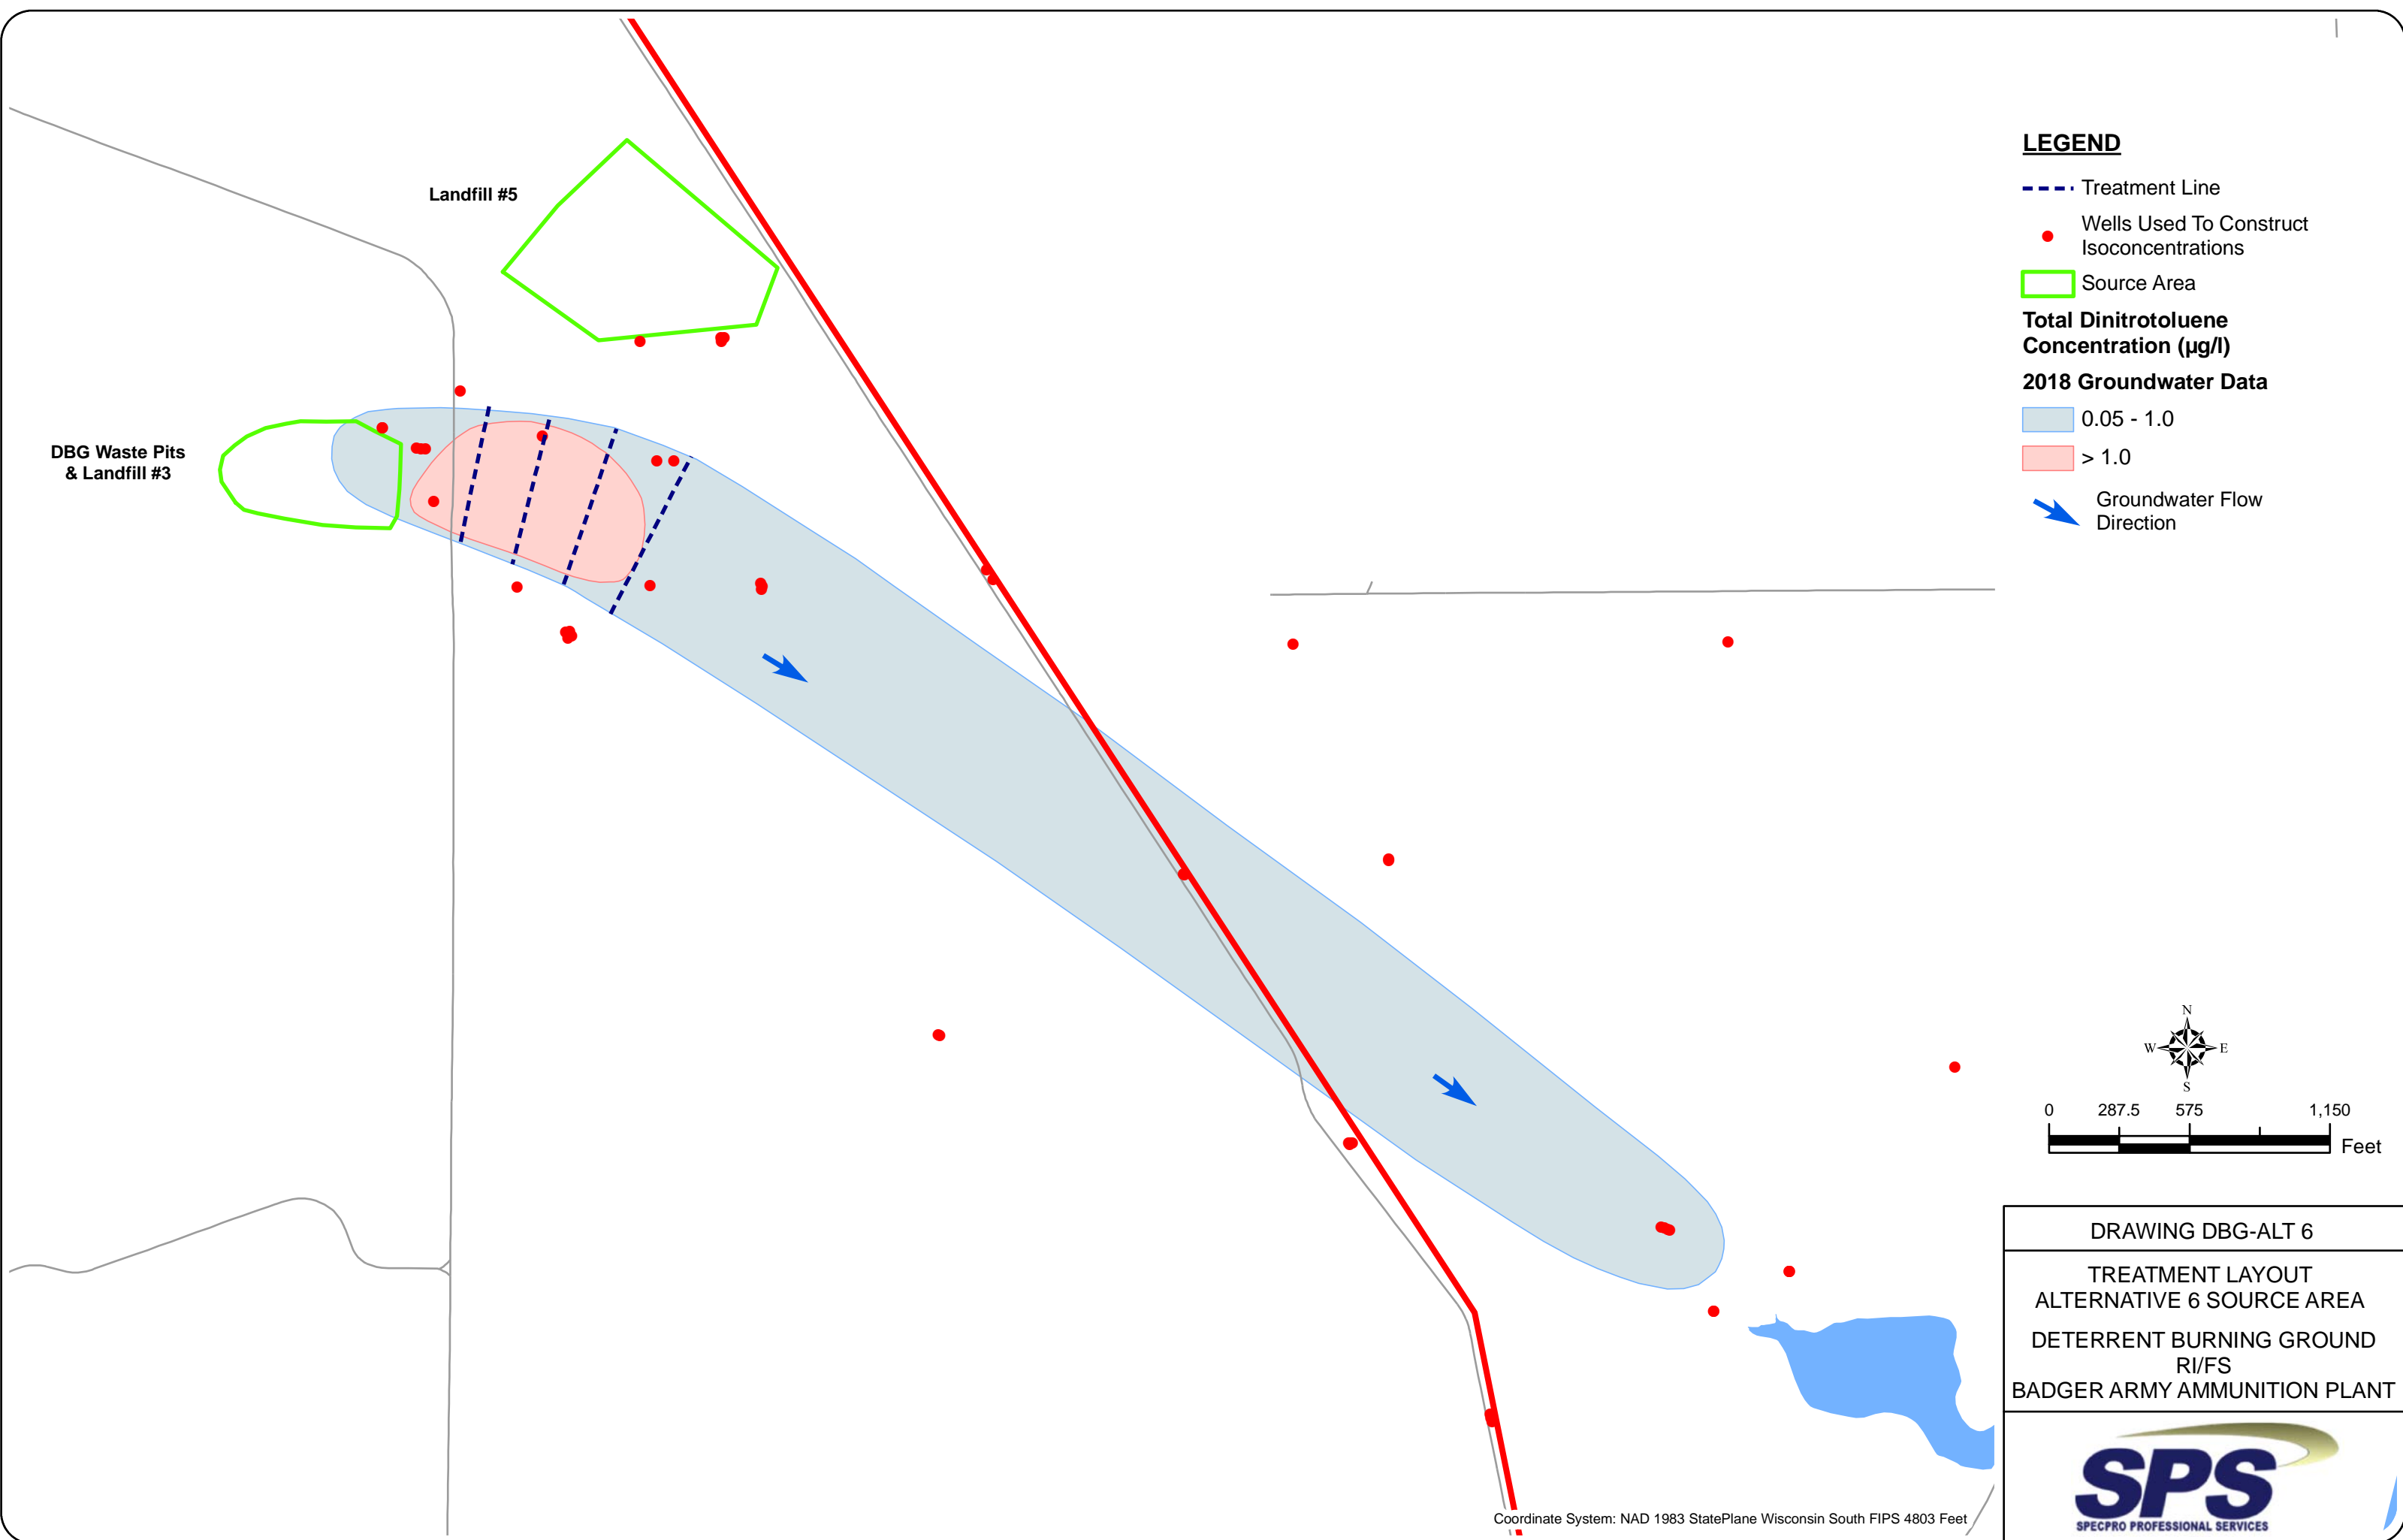 Landfill #5
DBG Waste Pits
& Landfill #3
LEGEND
Treatment Line
Wells Used To Construct
Isoconcentrations
Source Area
Total Dinitrotoluene
Concentration (µg/l)
2018 Groundwater Data
0.05 - 1.0
> 1.0
Groundwater Flow
Direction
N
W E
S
0 287.5 575 1,150
Feet
DRAWING DBG-ALT 6
TREATMENT LAYOUT
ALTERNATIVE 6 SOURCE AREA
DETERRENT BURNING GROUND
RI/FS
BADGER ARMY AMMUNITION PLANT
SPS
SPECPRO PROFESSIONAL SERVICES
Coordinate System: NAD 1983 StatePlane Wisconsin South FIPS 4803 Feet